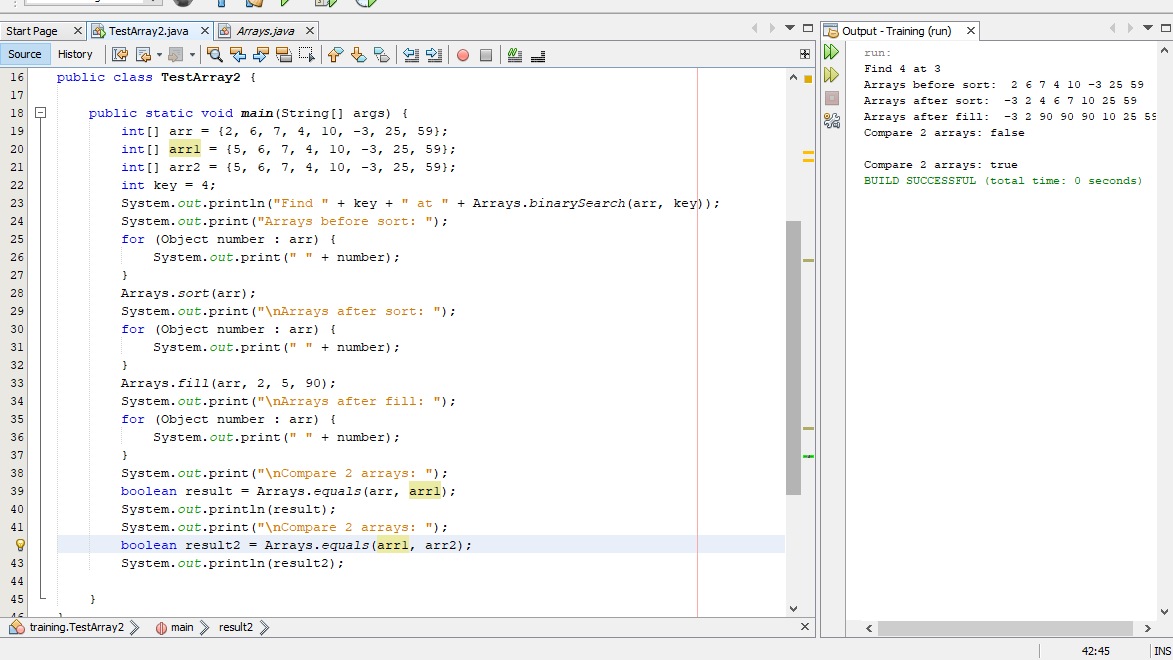 Start Page
TestArray2.java
Arrays.java
Output - Training (run)
Source
History
16 public class TestArray2 {
17
18 public static void main(String[] args) {
19 int[] arr = {2, 6, 7, 4, 10, -3, 25, 59};
20 int[] arr1 = {5, 6, 7, 4, 10, -3, 25, 59};
21 int[] arr2 = {5, 6, 7, 4, 10, -3, 25, 59};
22 int key = 4;
23 System.out.println("Find " + key + " at " + Arrays.binarySearch(arr, key));
24 System.out.print("Arrays before sort: ");
25 for (Object number : arr) {
26 System.out.print(" " + number);
27 }
28 Arrays.sort(arr);
29 System.out.print("\nArrays after sort: ");
30 for (Object number : arr) {
31 System.out.print(" " + number);
32 }
33 Arrays.fill(arr, 2, 5, 90);
34 System.out.print("\nArrays after fill: ");
35 for (Object number : arr) {
36 System.out.print(" " + number);
37 }
38 System.out.print("\nCompare 2 arrays: ");
39 boolean result = Arrays.equals(arr, arr1);
40 System.out.println(result);
41 System.out.print("\nCompare 2 arrays: ");
boolean result2 = Arrays.equals(arr1, arr2);
43 System.out.println(result2);
44
45 }
46 }
run:
Find 4 at 3
Arrays before sort:  2 6 7 4 10 -3 25 59
Arrays after sort:  -3 2 4 6 7 10 25 59
Arrays after fill:  -3 2 90 90 90 10 25 59
Compare 2 arrays: false
Compare 2 arrays: true
BUILD SUCCESSFUL (total time: 0 seconds)
training.TestArray2
main
result2
42:45
INS